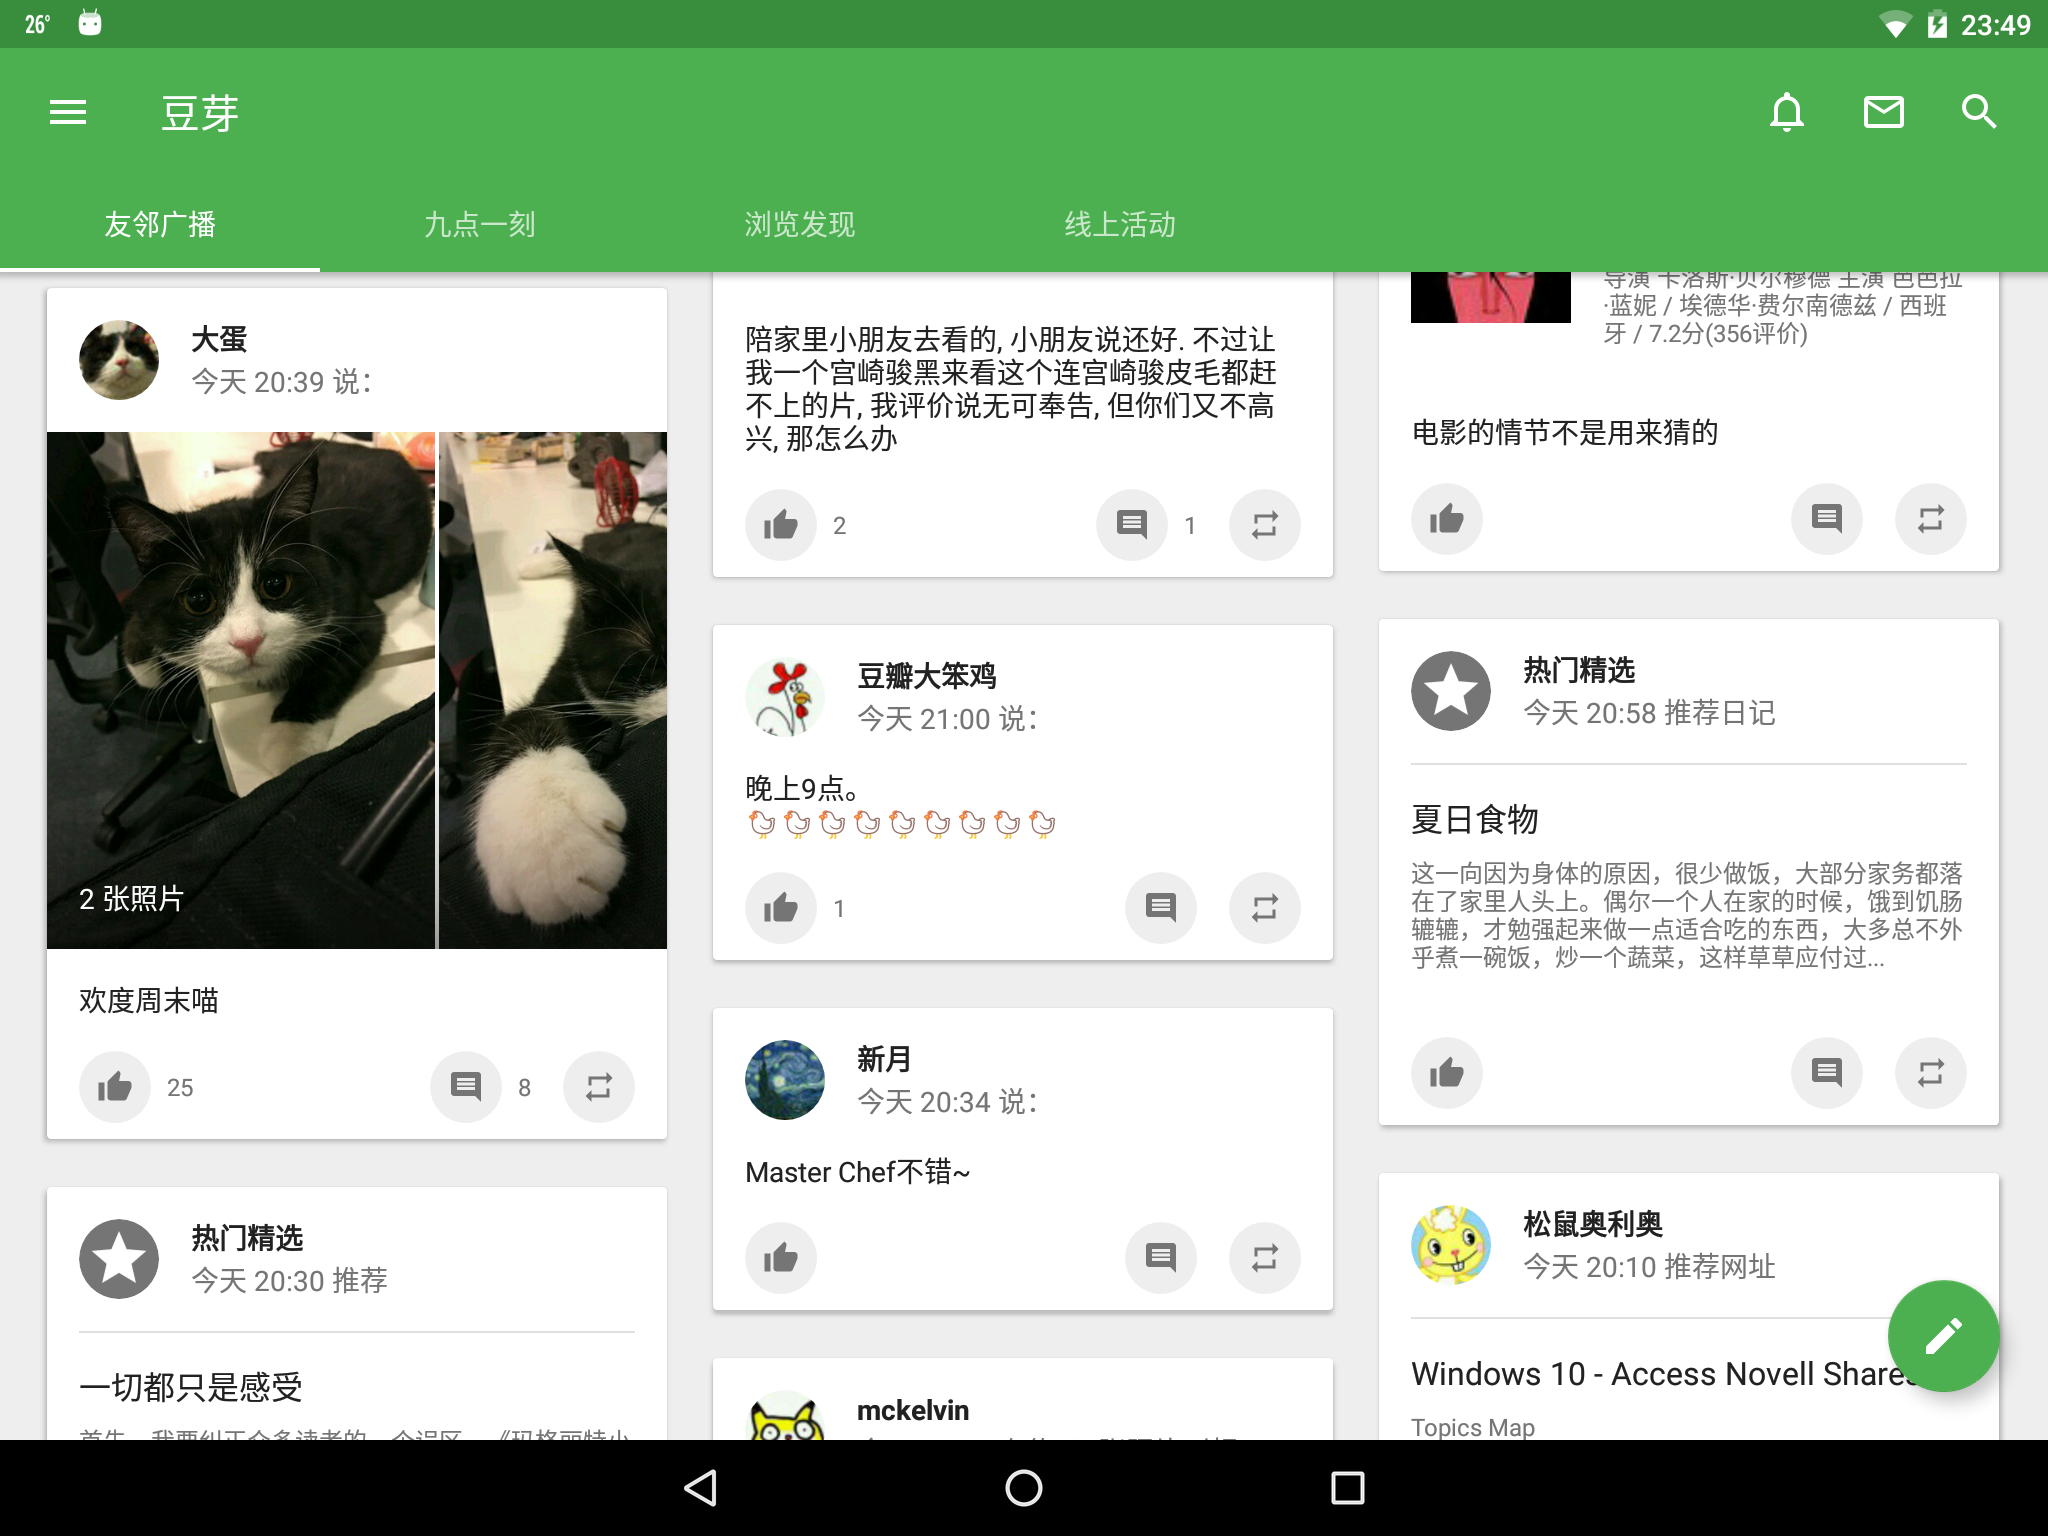 26°
23:49
豆芽
友邻广播
九点一刻
浏览发现
线上活动
大蛋
今天 20:39 说：
2 张照片
欢度周末喵
25
8
热门精选
今天 20:30 推荐
一切都只是感受
陪家里小朋友去看的, 小朋友说还好. 不过让
我一个宫崎骏黑来看这个连宫崎骏皮毛都赶
不上的片, 我评价说无可奉告, 但你们又不高
兴, 那怎么办
2
1
豆瓣大笨鸡
今天 21:00 说：
晚上9点。
🐔🐔🐔🐔🐔🐔🐔🐔🐔
1
新月
今天 20:34 说：
Master Chef不错~
mckelvin
导演 卡洛斯·贝尔穆德 主演 芭芭拉
·蓝妮 / 埃德华·费尔南德兹 / 西班
牙 / 7.2分(356评价)
电影的情节不是用来猜的
热门精选
今天 20:58 推荐日记
夏日食物
这一向因为身体的原因，很少做饭，大部分家务都落
在了家里人头上。偶尔一个人在家的时候，饿到饥肠
辘辘，才勉强起来做一点适合吃的东西，大多总不外
乎煮一碗饭，炒一个蔬菜，这样草草应付过...
松鼠奥利奥
今天 20:10 推荐网址
Windows 10 - Access Novell Shares
Topics Map